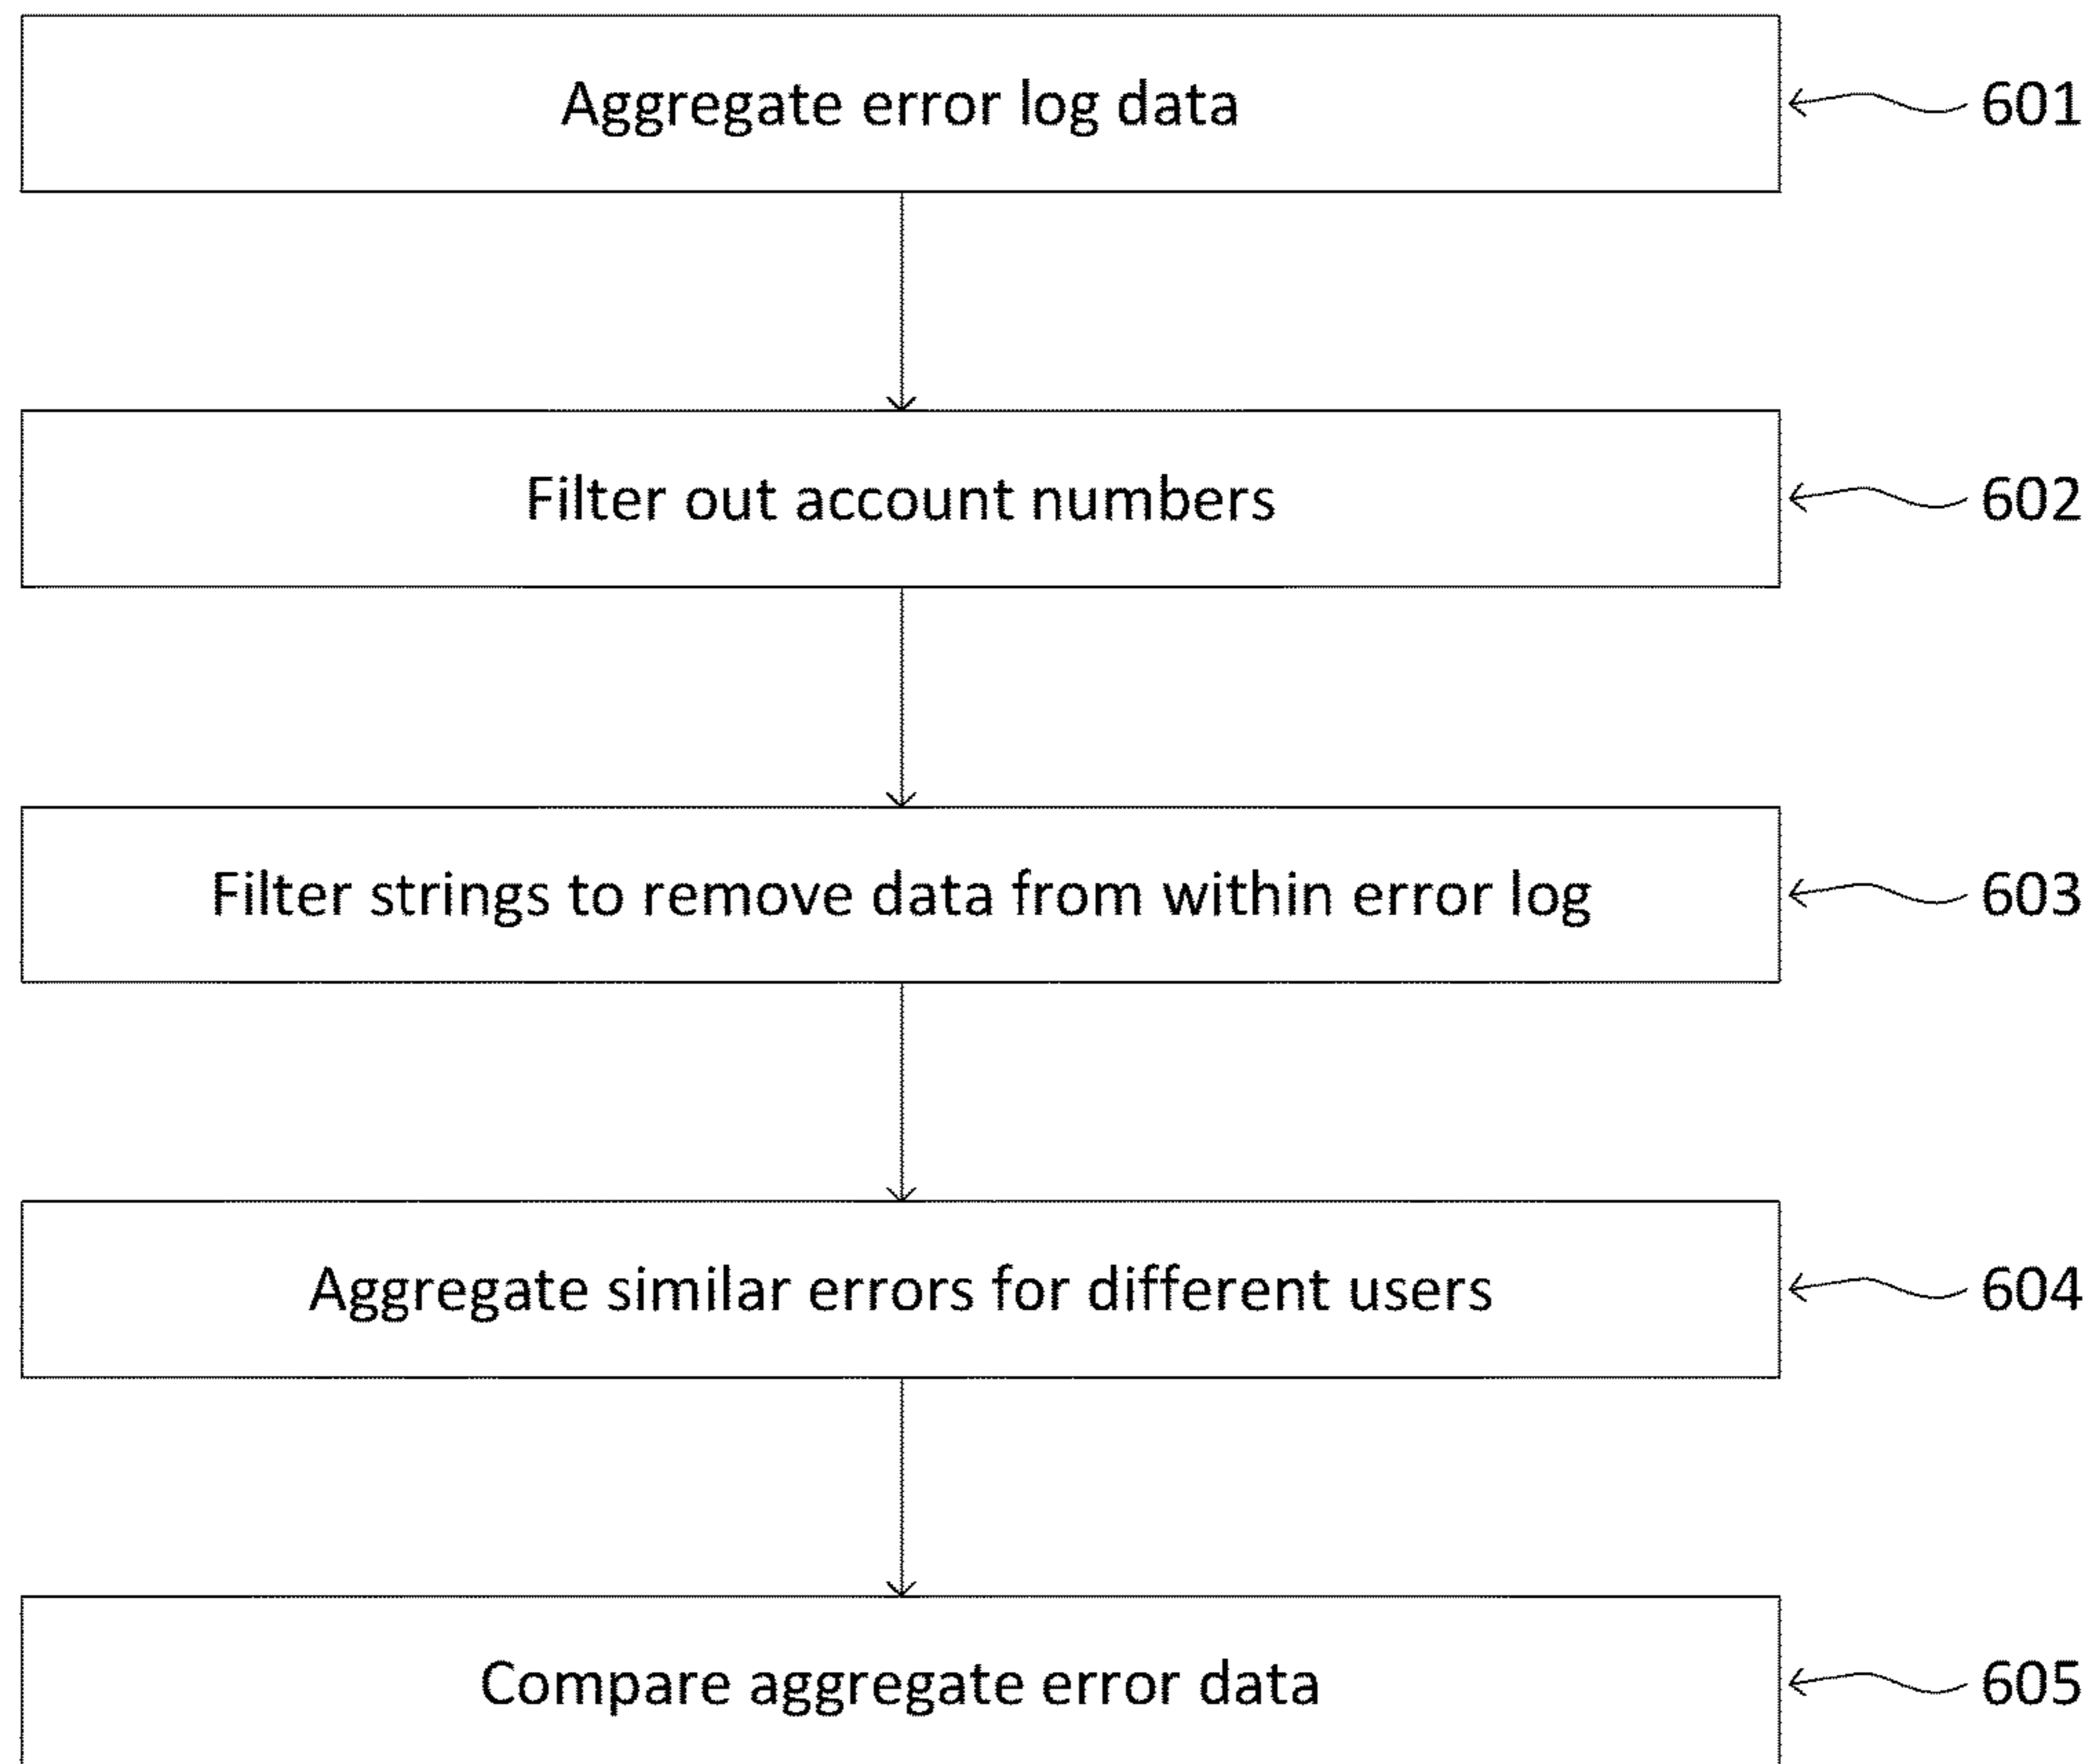 Aggregate error log data 601
Filter out account numbers 602
Filter strings to remove data from within error log 603
Aggregate similar errors for different users 604
Compare aggregate error data 605